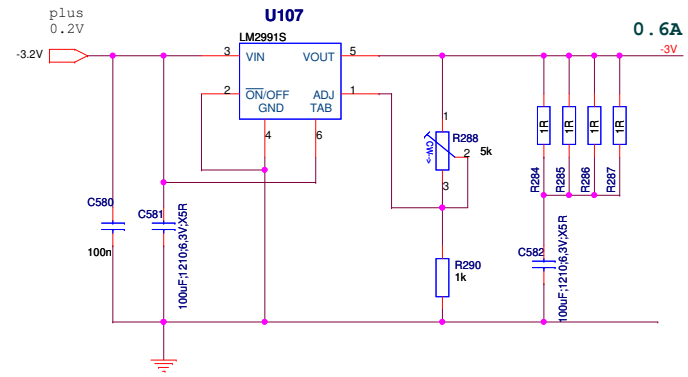 plus
0.2V
U107
0.6A
LM2991S
-3.2V
3
VIN
VOUT
5
-3V
2
ON/OFF
ADJ
1
GND
TAB
4
6
1
R288
5k
2
CW->
3
1R
1R
1R
1R
R284
R285
R286
R287
C580
100n
C581
100uF;1210;6,3V;X5R
R290
1k
C582
100uF;1210;6,3V;X5R